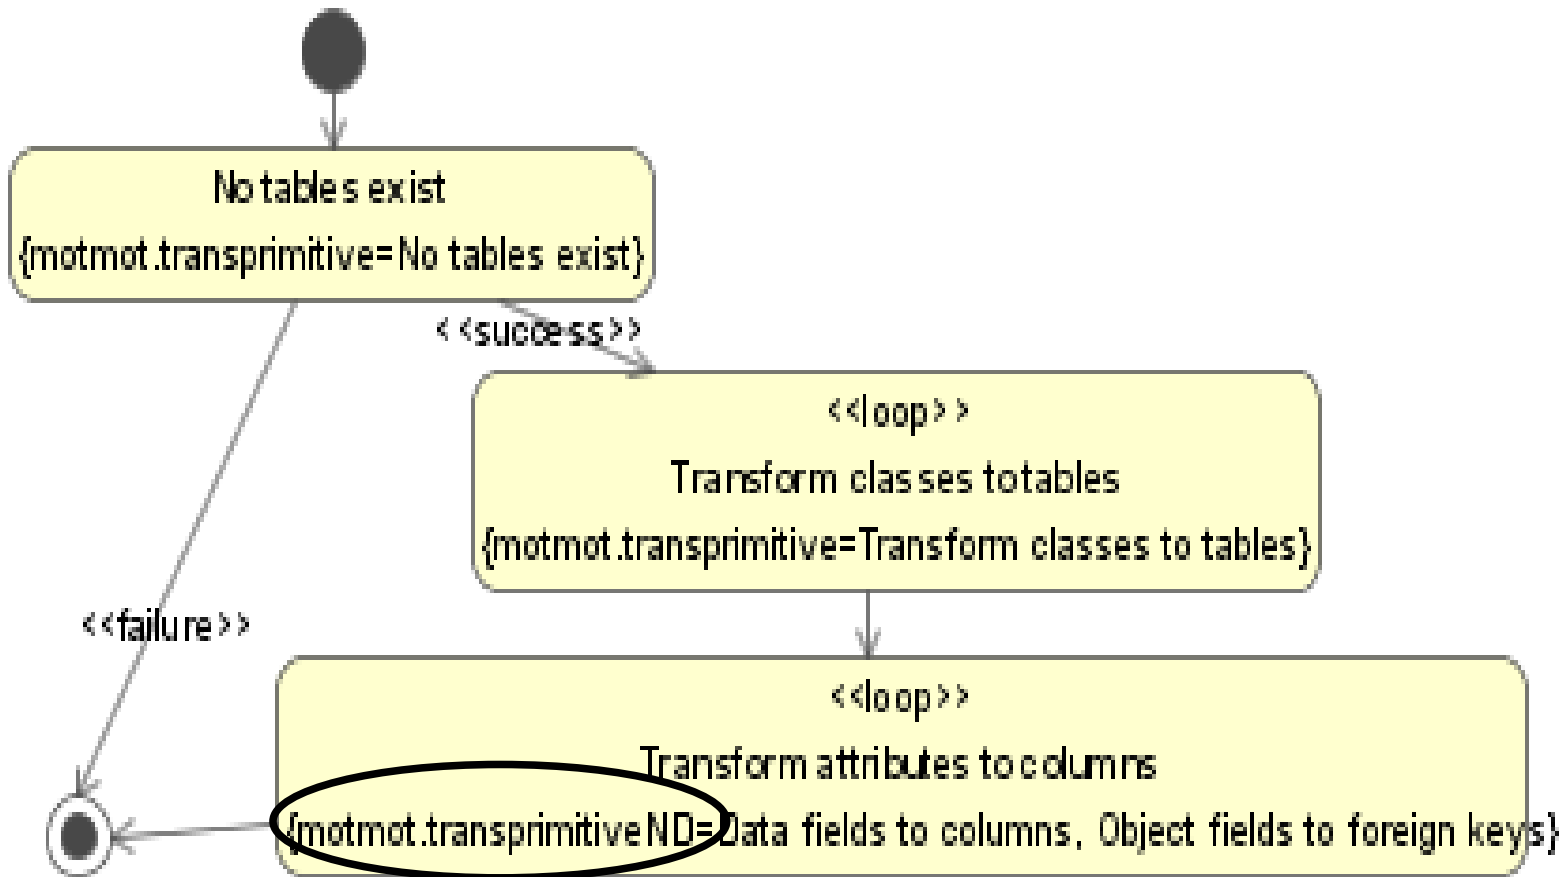 No tables exist
{motmot.transprimitive=No tables exist}
<<success>>
<<loop>>
Transform classes to tables
{motmot.transprimitive=Transform classes to tables}
<<failure>>
<<loop>>
Transform attributes to columns
{motmot.transprimitiveND=Data fields to columns, Object fields to foreign keys}